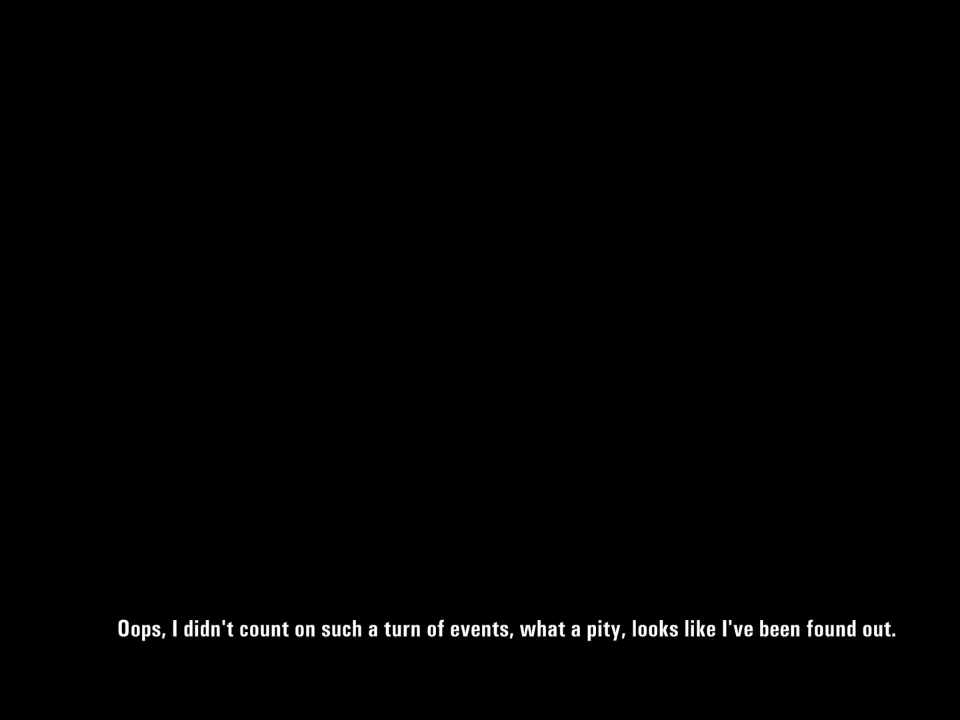 Oops, I didn't count on such a turn of events, what a pity, looks like I've been found out.